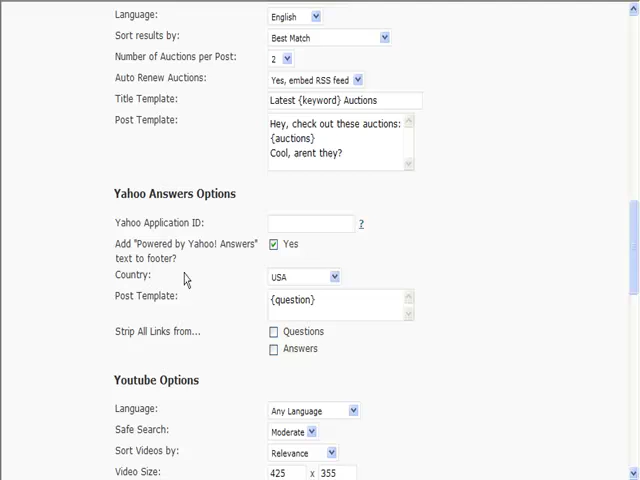 Language: English
Sort results by: Best Match
Number of Auctions per Post: 2
Auto Renew Auctions: Yes, embed RSS feed
Title Template: Latest {keyword} Auctions
Post Template: Hey, check out these auctions:
{auctions}
Cool, arent they?
Yahoo Answers Options
Yahoo Application ID: ?
Add "Powered by Yahoo! Answers" Yes
text to footer?
Country: USA
Post Template: {question}
Strip All Links from... Questions
Answers
Youtube Options
Language: Any Language
Safe Search: Moderate
Sort Videos by: Relevance
Video Size: 425 x 355